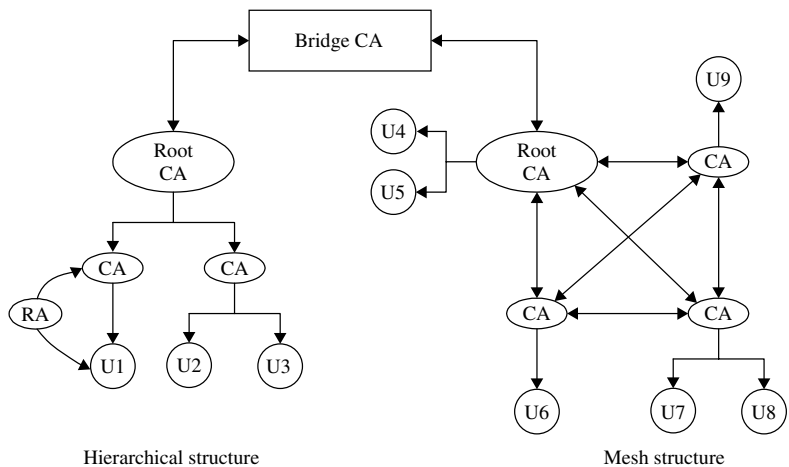 Bridge CA
U9
U4
Root
CA
Root
CA
CA
U5
CA
CA
RA
CA
CA
U1
U2
U3
U6
U7
U8
Hierarchical structure
Mesh structure